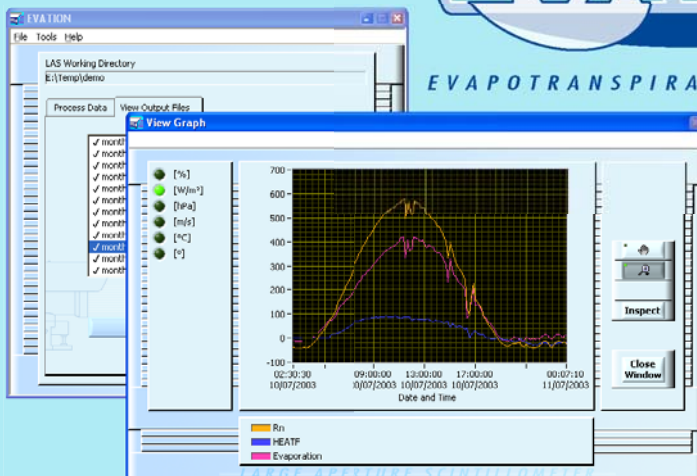 EVATION
File Tools Help
LAS Working Directory
E:\Temp\demo
EVAPOTRANSPIRA
Process Data View Output Files
View Graph
✓ month
✓ month
✓ month
✓ month
✓ month
✓ month
✓ month
✓ month
✓ month
✓ month
✓ month
✓ month
[%]
[W/m²]
[hPa]
[m/s]
[°C]
[°]
700
600
500
400
300
200
100
0
-100
02:30:30 09:00:00 13:00:00 17:00:00 00:07:10
10/07/2003 10/07/2003 10/07/2003 10/07/2003 11/07/2003
Date and Time
Inspect
Close
Window
Rn
HEATF
Evaporation
LARGE APERTURE SCINTILLOMETER